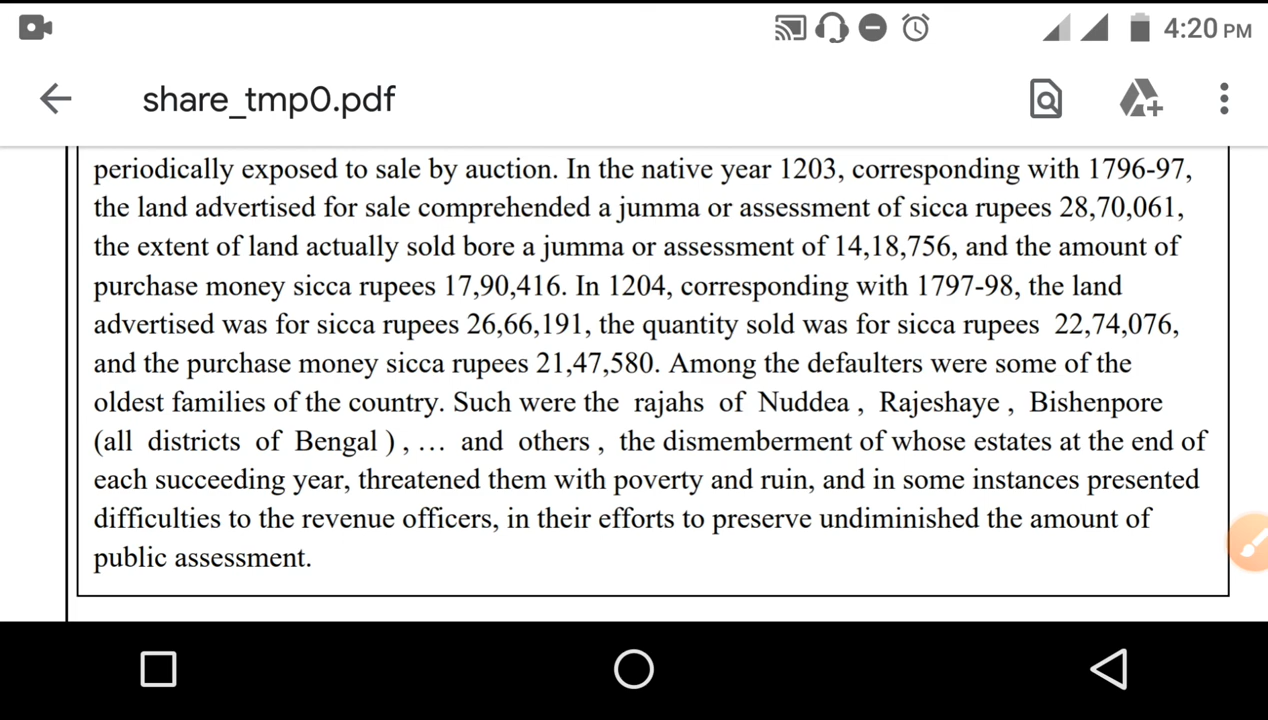 4:20 PM
share_tmp0.pdf
periodically exposed to sale by auction. In the native year 1203, corresponding with 1796-97,
the land advertised for sale comprehended a jumma or assessment of sicca rupees 28,70,061,
the extent of land actually sold bore a jumma or assessment of 14,18,756, and the amount of
purchase money sicca rupees 17,90,416. In 1204, corresponding with 1797-98, the land
advertised was for sicca rupees 26,66,191, the quantity sold was for sicca rupees 22,74,076,
and the purchase money sicca rupees 21,47,580. Among the defaulters were some of the
oldest families of the country. Such were the rajahs of Nuddea , Rajeshaye , Bishenpore
(all districts of Bengal ) , … and others , the dismemberment of whose estates at the end of
each succeeding year, threatened them with poverty and ruin, and in some instances presented
difficulties to the revenue officers, in their efforts to preserve undiminished the amount of
public assessment.